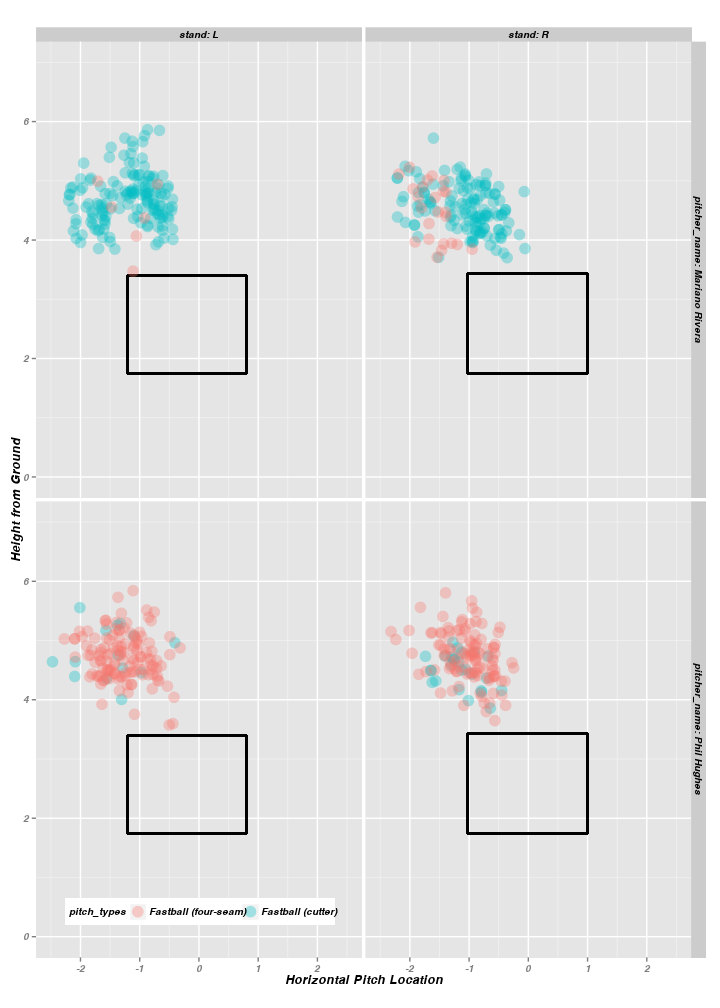 stand: L
stand: R
6
4
2
0
pitcher_name: Mariano Rivera
Height from Ground
6
4
2
0
pitcher_name: Phil Hughes
pitch_types Fastball (four-seam) Fastball (cutter)
-2 -1 0 1 2
-2 -1 0 1 2
Horizontal Pitch Location